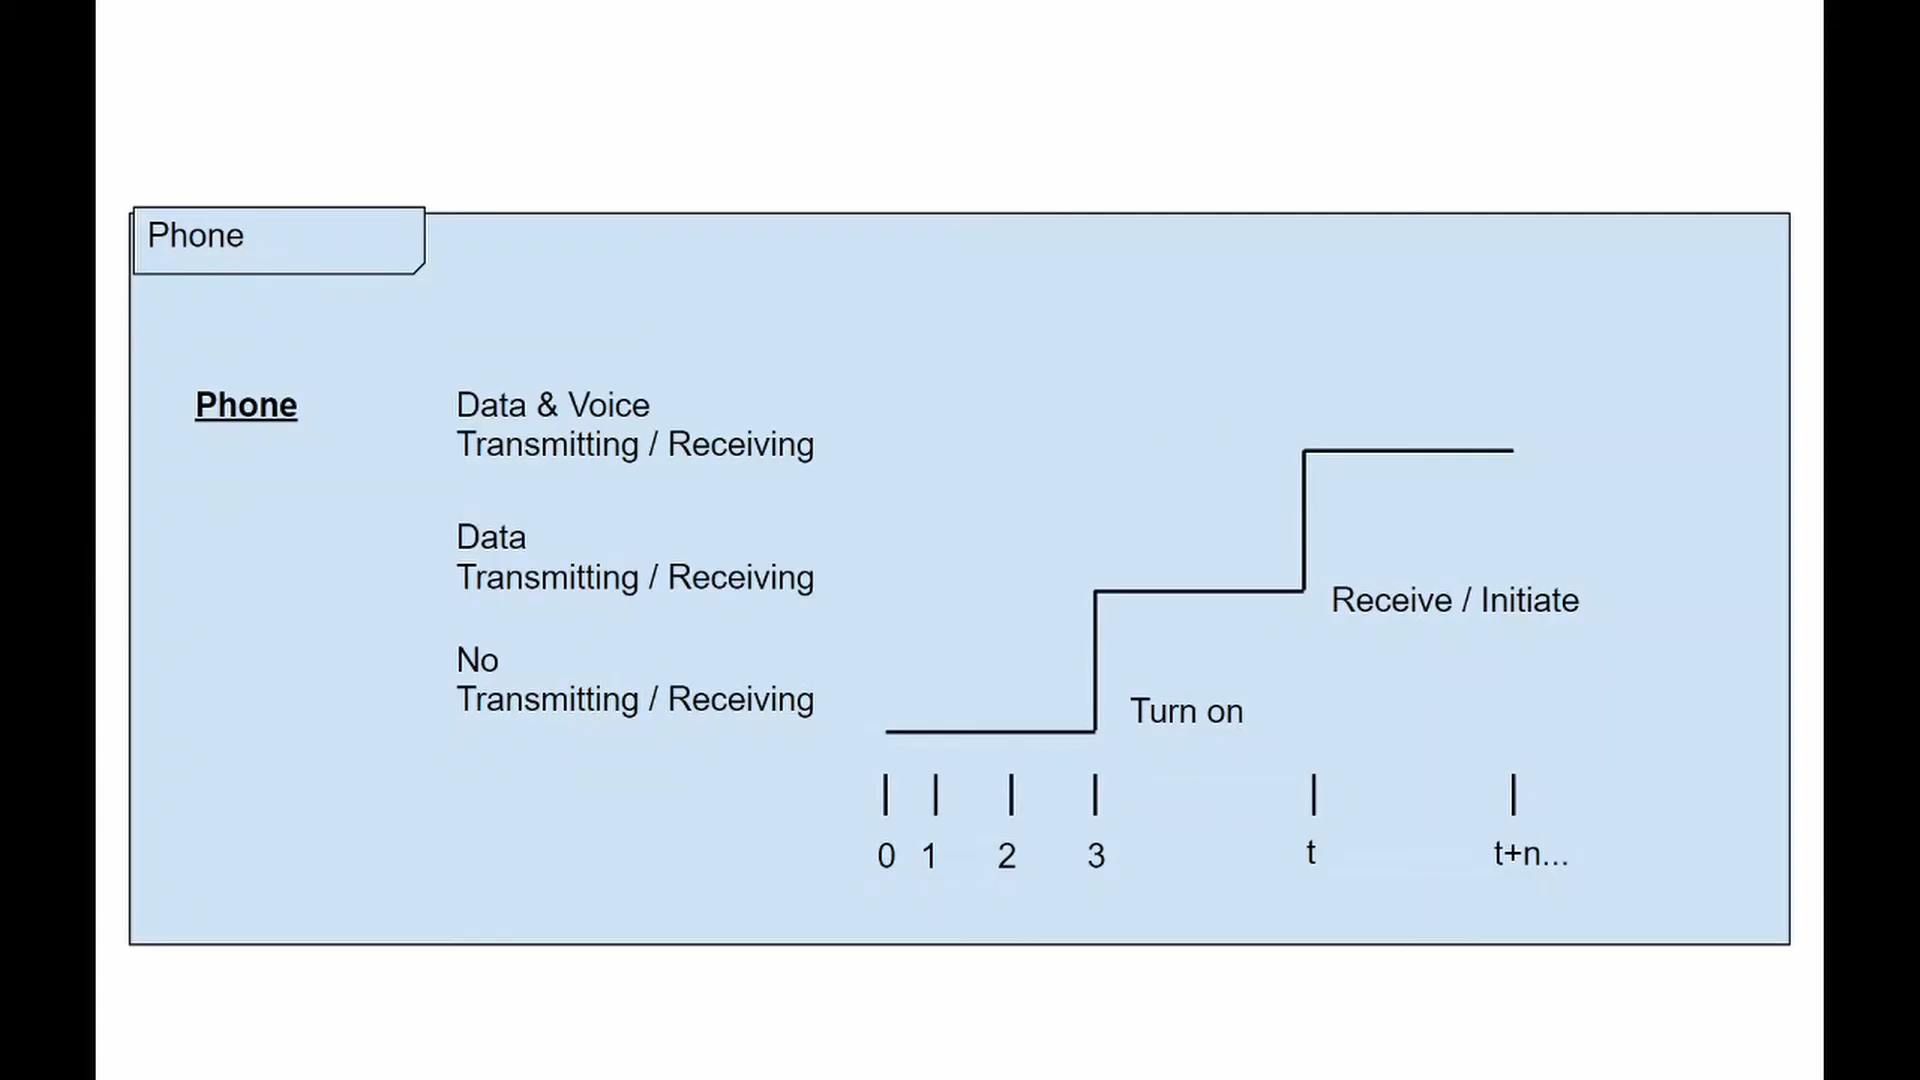 Phone
Phone
Data & Voice
Transmitting / Receiving
Data
Transmitting / Receiving
Receive / Initiate
No
Transmitting / Receiving
Turn on
0 1 2 3 t t+n...